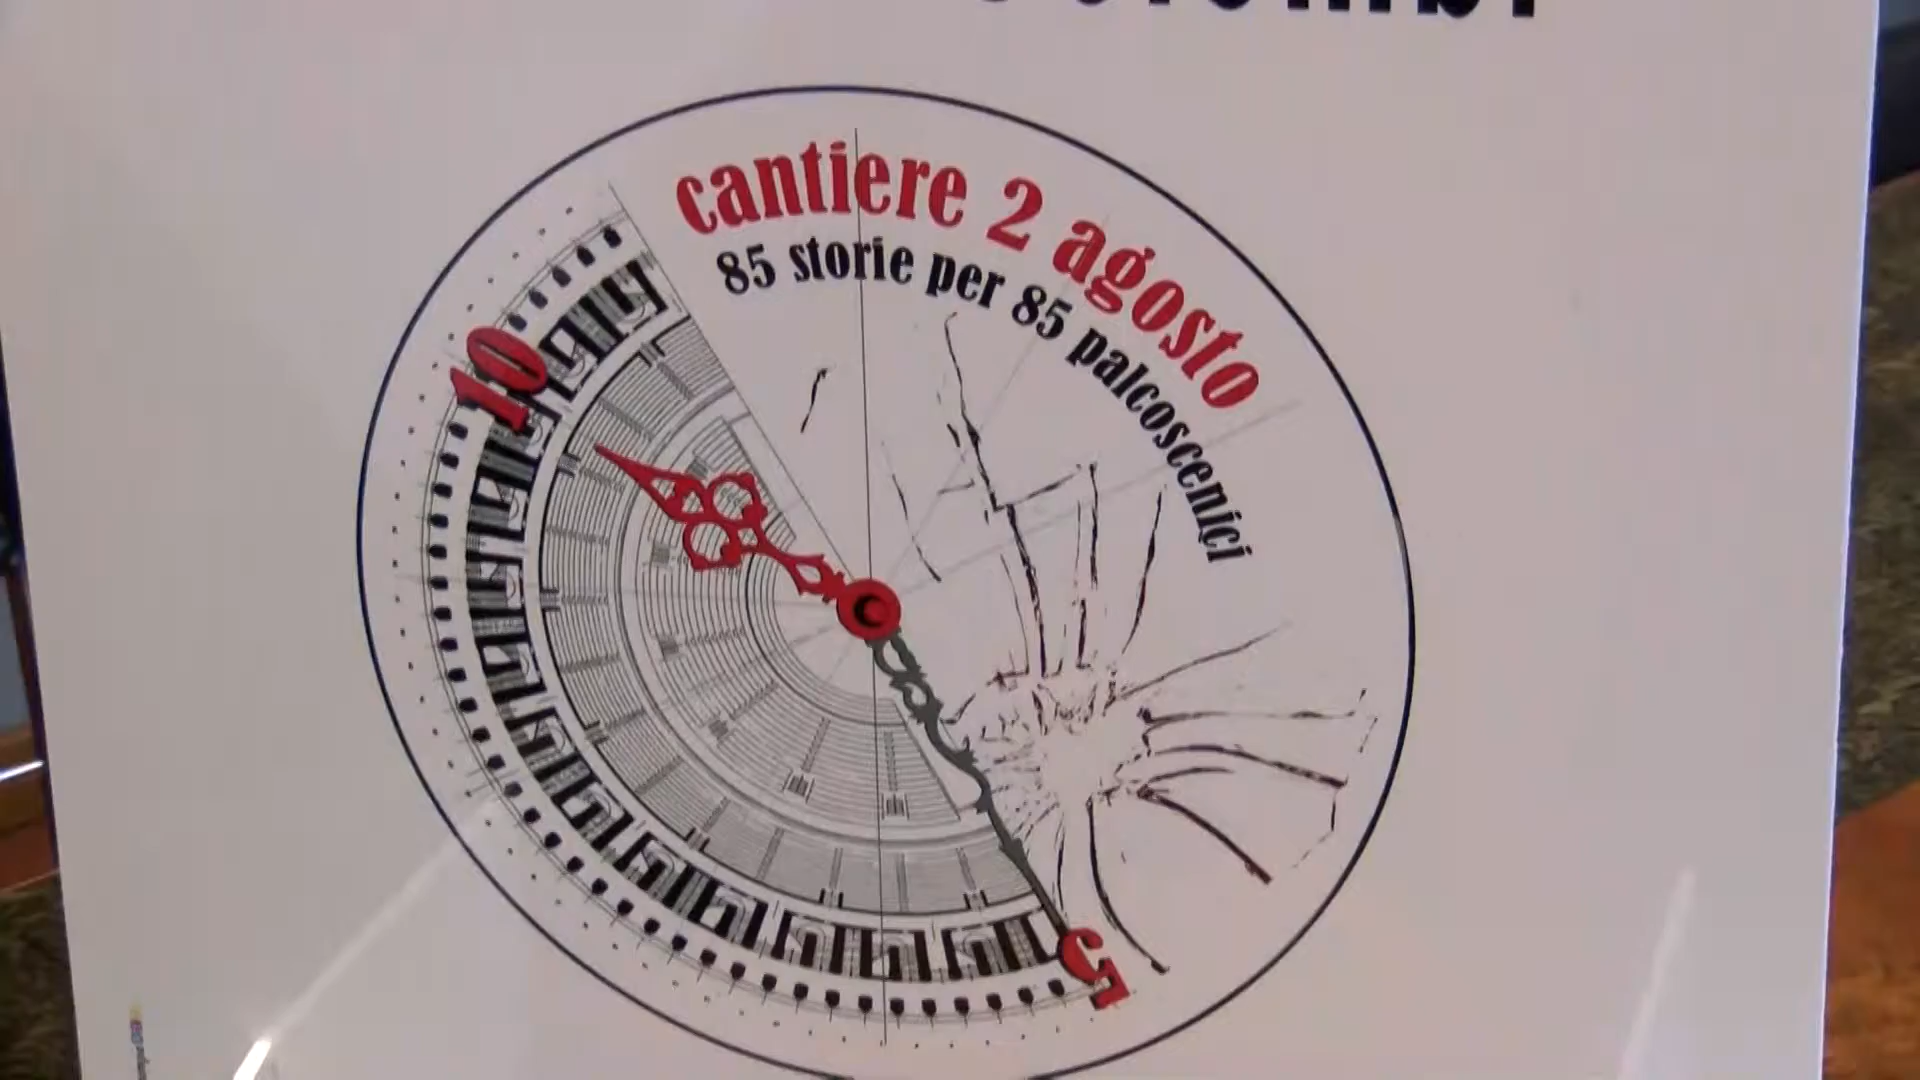 cantiere 2 agosto
85 storie per 85 palcoscenici
10
5